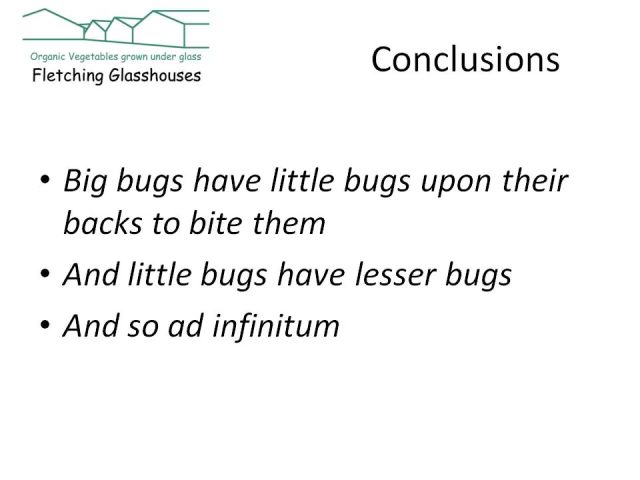 Organic Vegetables grown under glass
Fletching Glasshouses
Conclusions
• Big bugs have little bugs upon their
backs to bite them
• And little bugs have lesser bugs
• And so ad infinitum